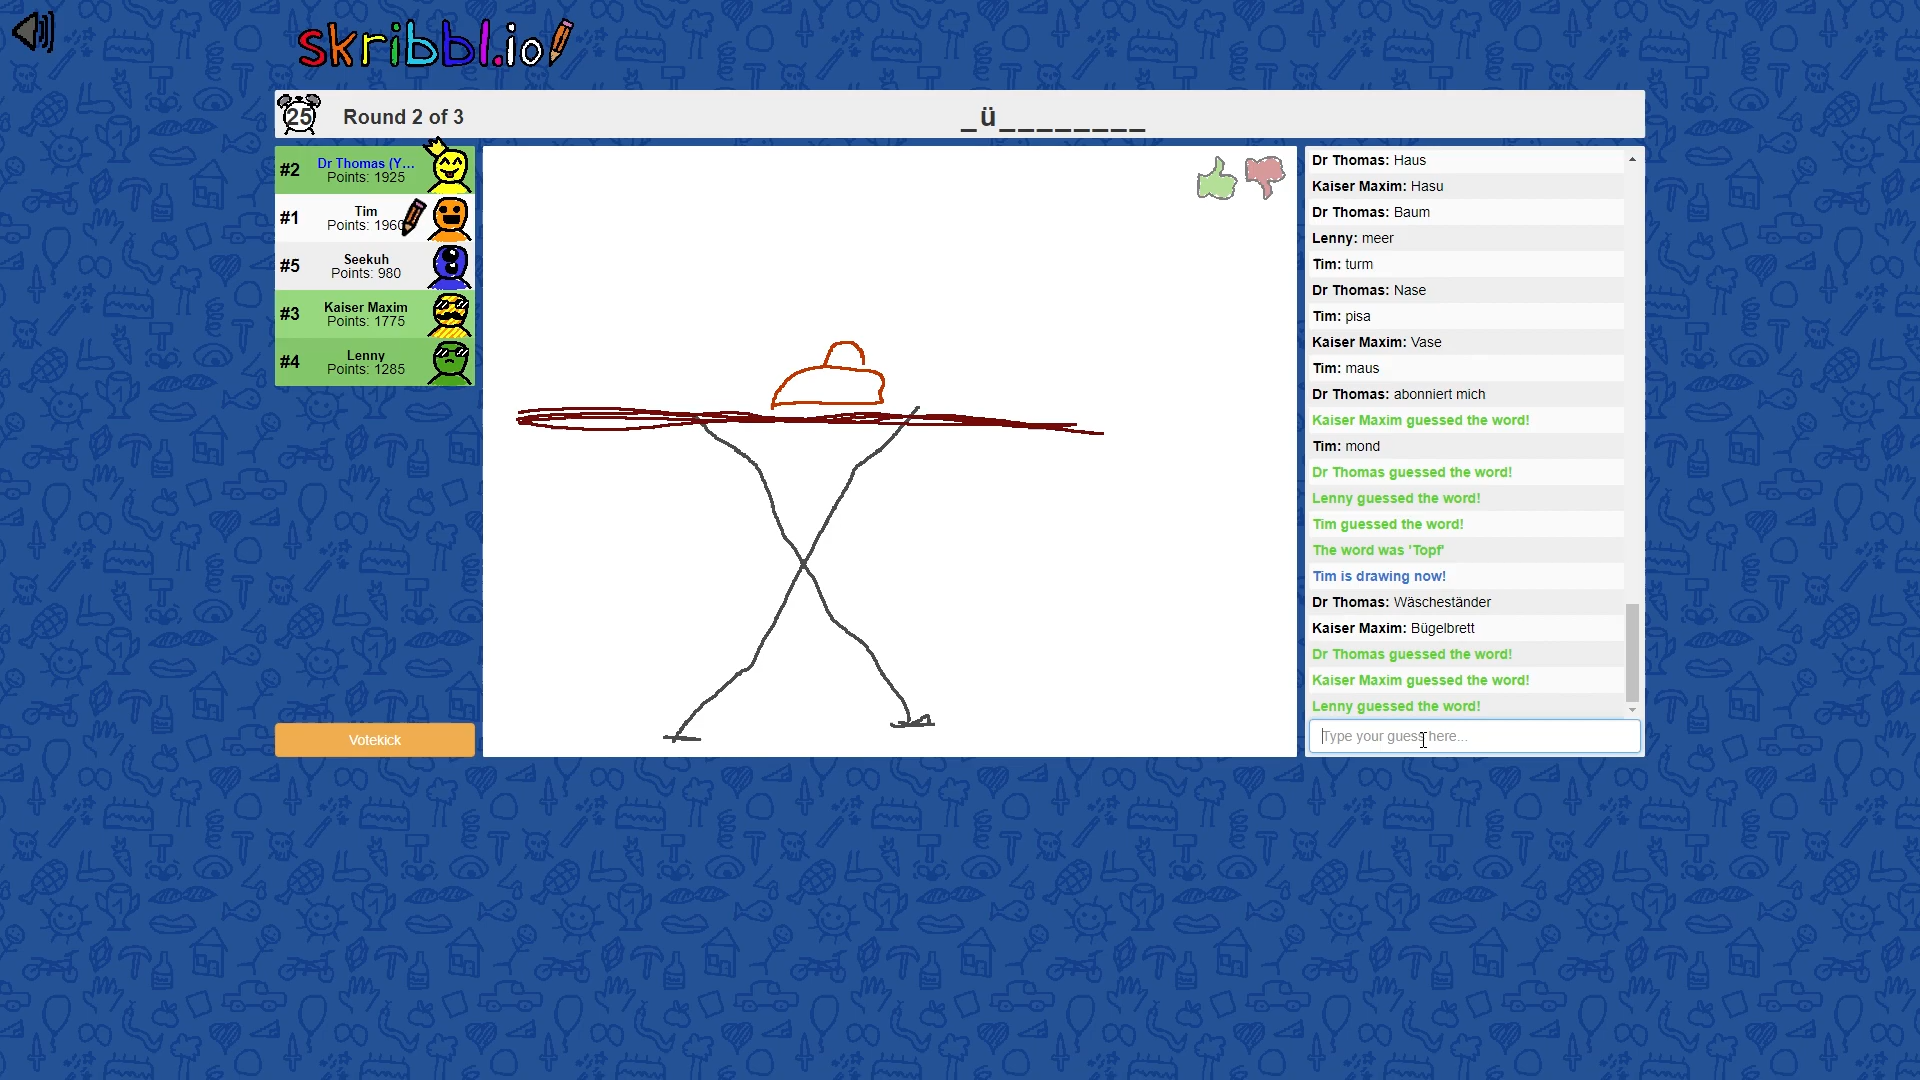 skribbl.io
25
Round 2 of 3
_ü________
#2
Dr Thomas (Y...
Points: 1925
#1
Tim
Points: 1960
#5
Seekuh
Points: 980
#3
Kaiser Maxim
Points: 1775
#4
Lenny
Points: 1285
Votekick
Dr Thomas: Haus
Kaiser Maxim: Hasu
Dr Thomas: Baum
Lenny: meer
Tim: turm
Dr Thomas: Nase
Tim: pisa
Kaiser Maxim: Vase
Tim: maus
Dr Thomas: abonniert mich
Kaiser Maxim guessed the word!
Tim: mond
Dr Thomas guessed the word!
Lenny guessed the word!
Tim guessed the word!
The word was 'Topf'
Tim is drawing now!
Dr Thomas: Wäscheständer
Kaiser Maxim: Bügelbrett
Dr Thomas guessed the word!
Kaiser Maxim guessed the word!
Lenny guessed the word!
Type your guess here...